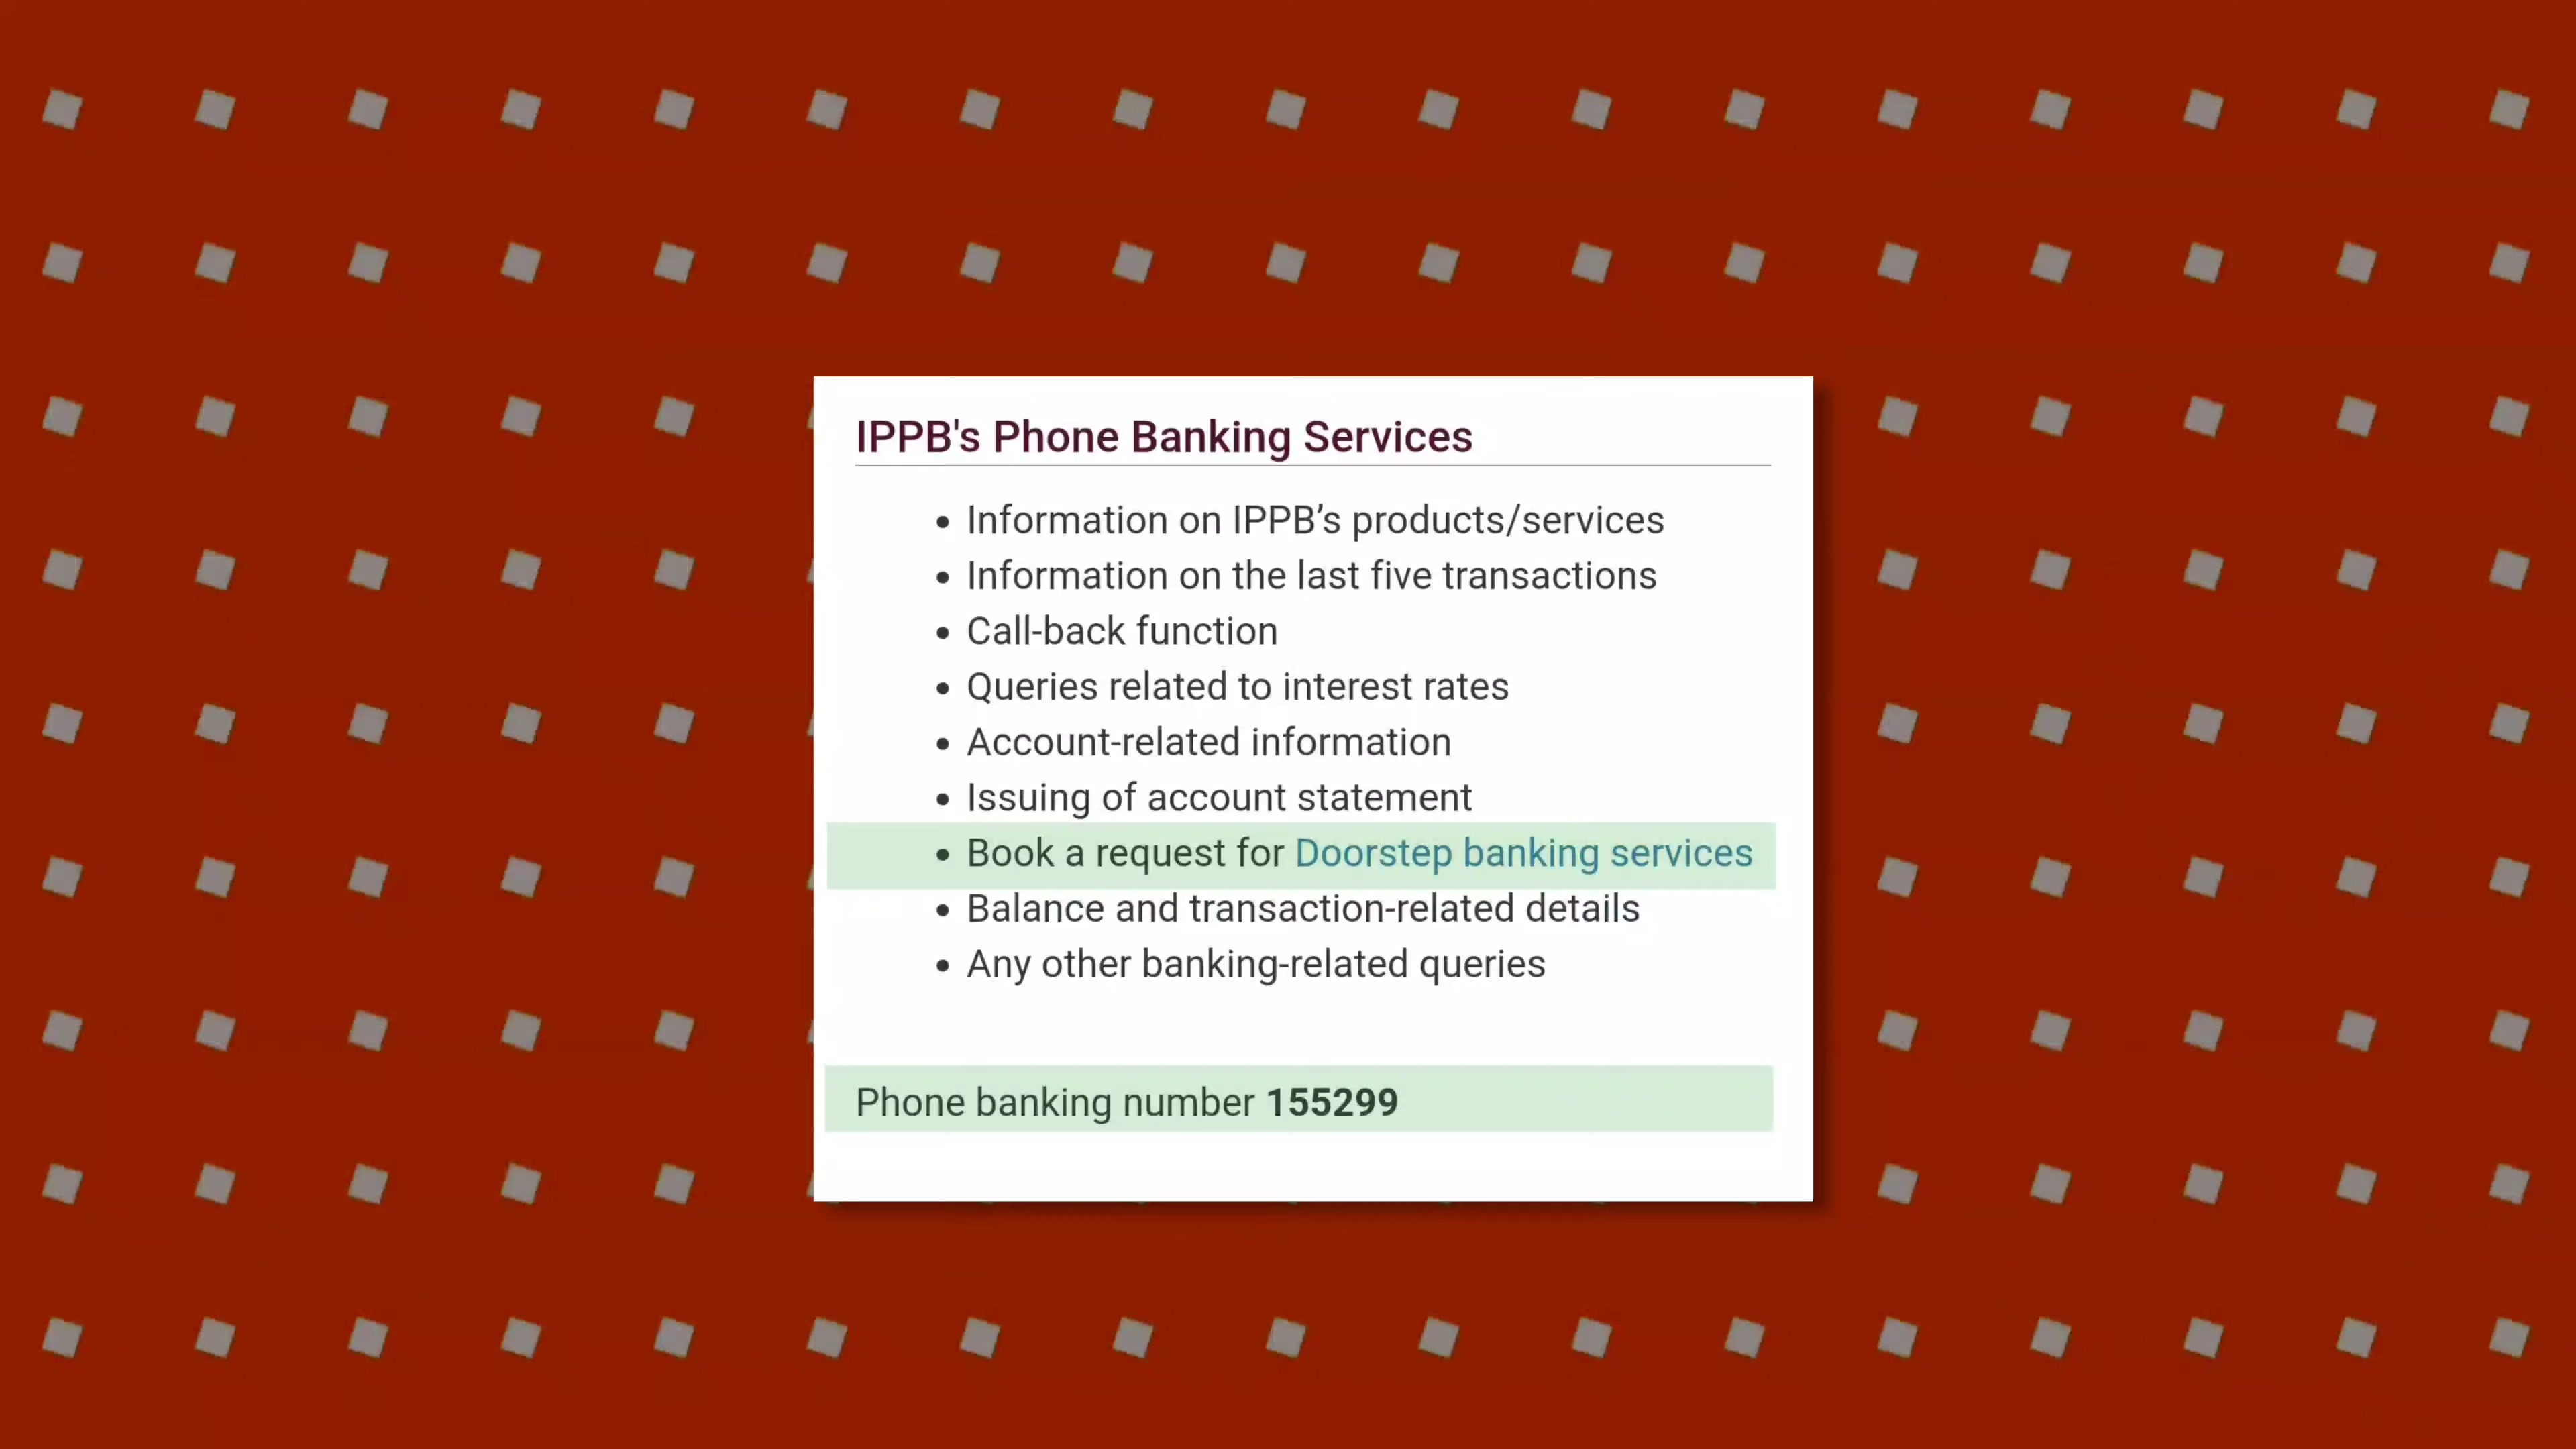 IPPB's Phone Banking Services
• Information on IPPB’s products/services
• Information on the last five transactions
• Call-back function
• Queries related to interest rates
• Account-related information
• Issuing of account statement
• Book a request for Doorstep banking services
• Balance and transaction-related details
• Any other banking-related queries
Phone banking number 155299